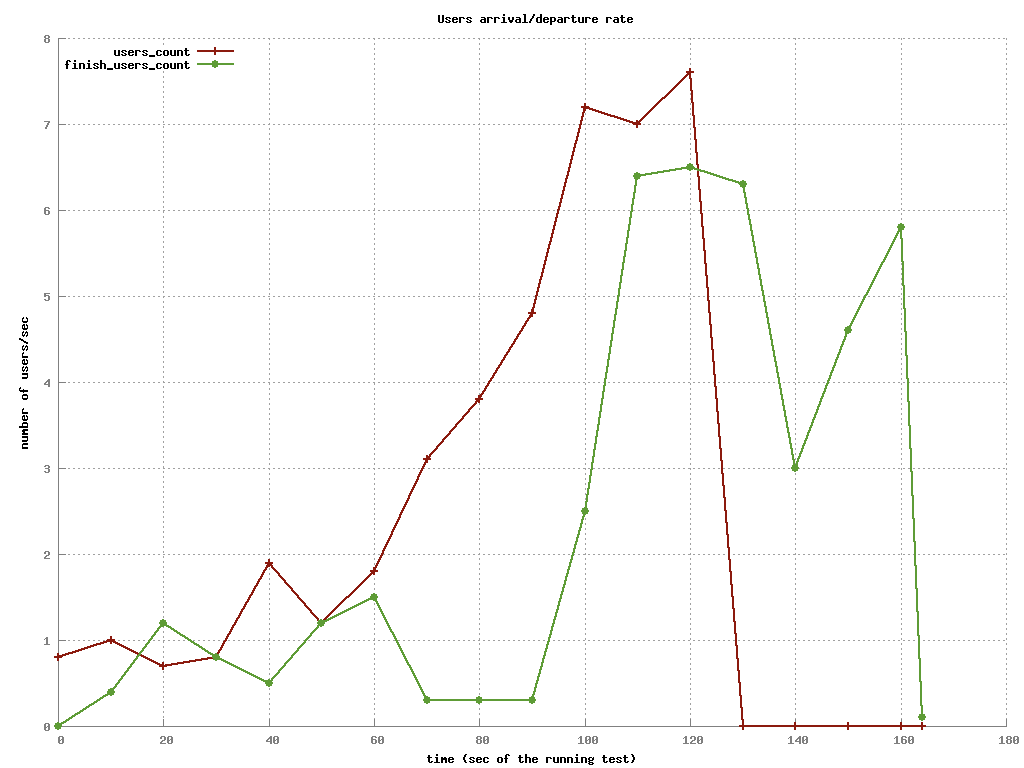 Users arrival/departure rate
users_count
finish_users_count
8
7
6
5
4
3
2
1
0
number of users/sec
0 20 40 60 80 100 120 140 160 180
time (sec of the running test)